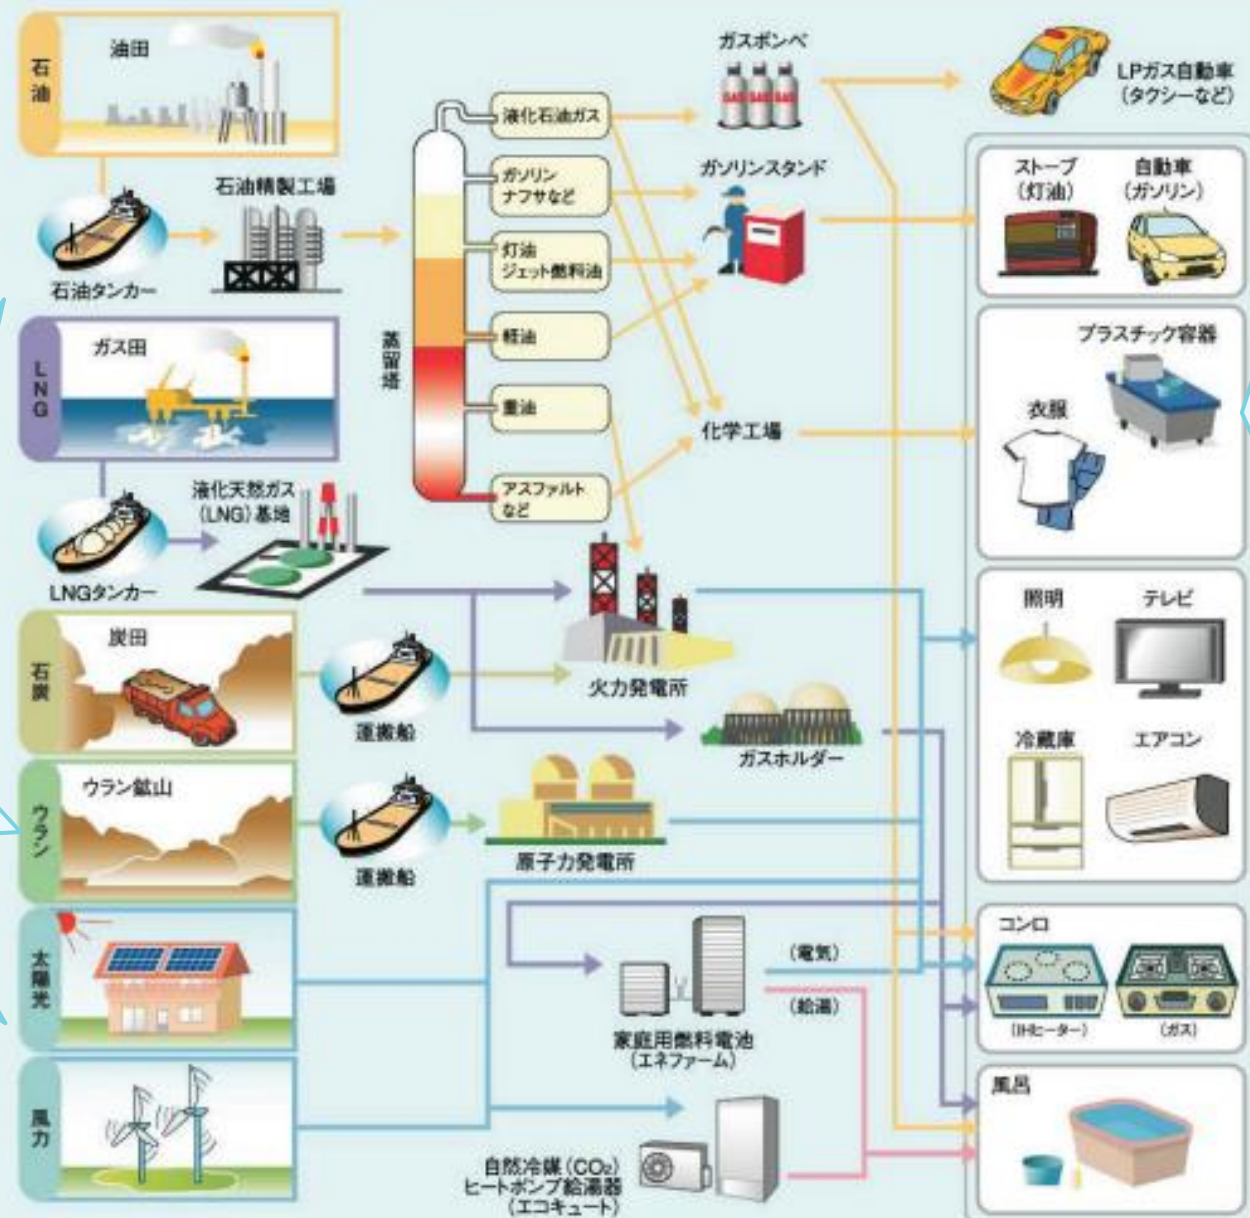 石油
油田
石油タンカー
石油精製工場
蒸留塔
液化石油ガス
ガソリン
ナフサなど
灯油
ジェット燃料油
軽油
重油
アスファルト
など
ガスボンベ
GAS GAS GAS
ガソリンスタンド
化学工場
LPガス自動車
(タクシーなど)
ストーブ
(灯油)
自動車
(ガソリン)
プラスチック容器
衣服
LNG
ガス田
LNGタンカー
液化天然ガス
(LNG)基地
石炭
炭田
運搬船
火力発電所
ガスホルダー
照明
テレビ
冷蔵庫
エアコン
ウラン
ウラン鉱山
運搬船
原子力発電所
太陽光
家庭用燃料電池
(エネファーム)
(電気)
(給湯)
コンロ
(IHヒーター)
(ガス)
風力
自然冷媒(CO₂)
ヒートポンプ給湯器
(エコキュート)
風呂